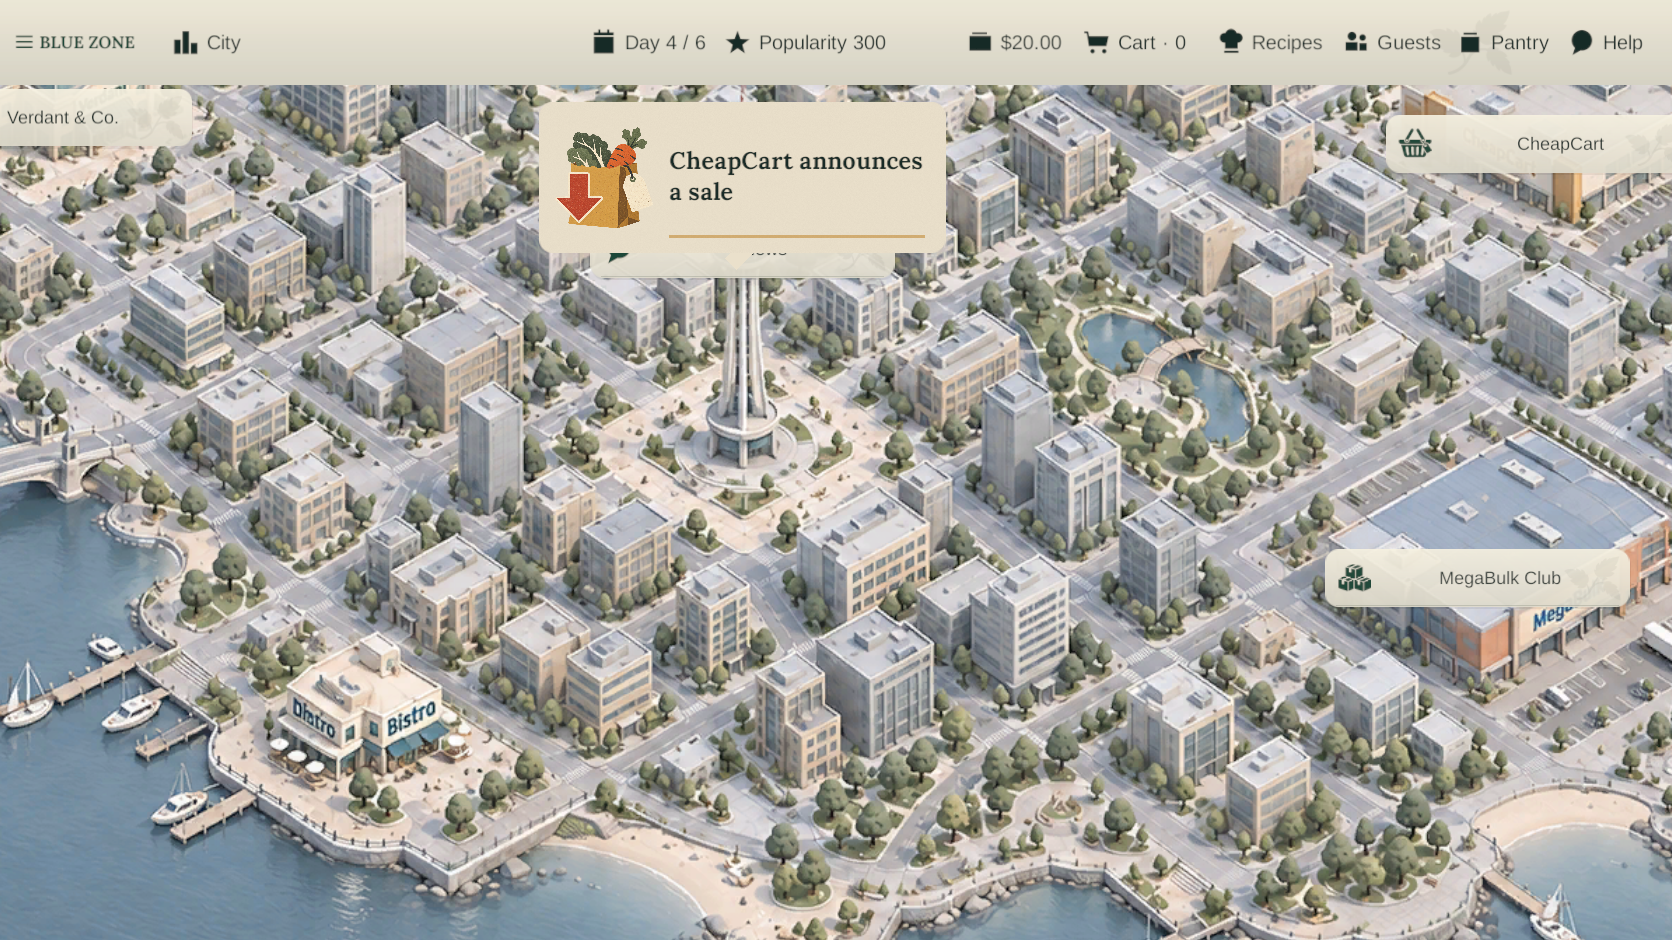 BLUE ZONE
City
Day 4 / 6
Popularity 300
$20.00
Cart · 0
Recipes
Guests
Pantry
Help
Verdant & Co.
CheapCart announces
a sale
CheapCart
MegaBulk Club
Mega
Bistro
Bistro